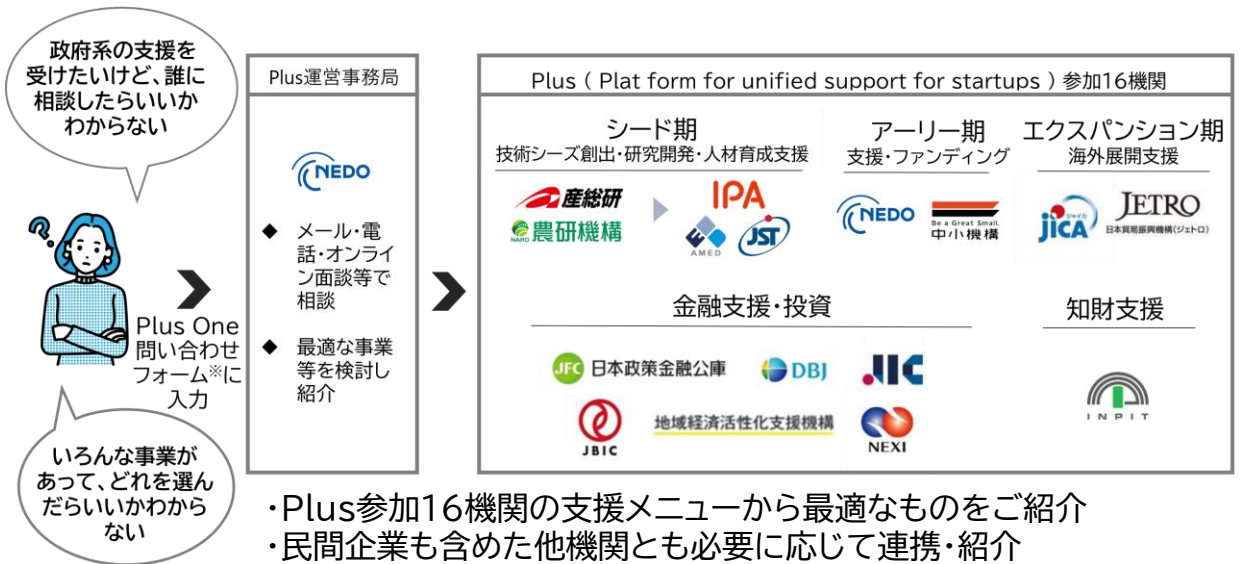 政府系の支援を
受けたいけど、誰に
相談したらいいか
わからない
Plus One
問い合わせ
フォーム※に
入力
いろんな事業が
あって、どれを選ん
だらいいかわから
ない
Plus運営事務局
NEDO
◆ メール・電
話・オンライ
ン面談等で
相談
◆ 最適な事業
等を検討し
紹介
Plus ( Plat form for unified support for startups ) 参加16機関
シード期
技術シーズ創出・研究開発・人材育成支援
産総研
NARO 農研機構
IPA
AMED
JST
アーリー期
支援・ファンディング
NEDO
Be a Great Small.
中小機構
エクスパンション期
海外展開支援
ジャイカ
jICA
JETRO
日本貿易振興機構(ジェトロ)
金融支援・投資
JFC 日本政策金融公庫
DBJ
JIC
JBIC
地域経済活性化支援機構
NEXI
知財支援
INPIT
・Plus参加16機関の支援メニューから最適なものをご紹介
・民間企業も含めた他機関とも必要に応じて連携・紹介